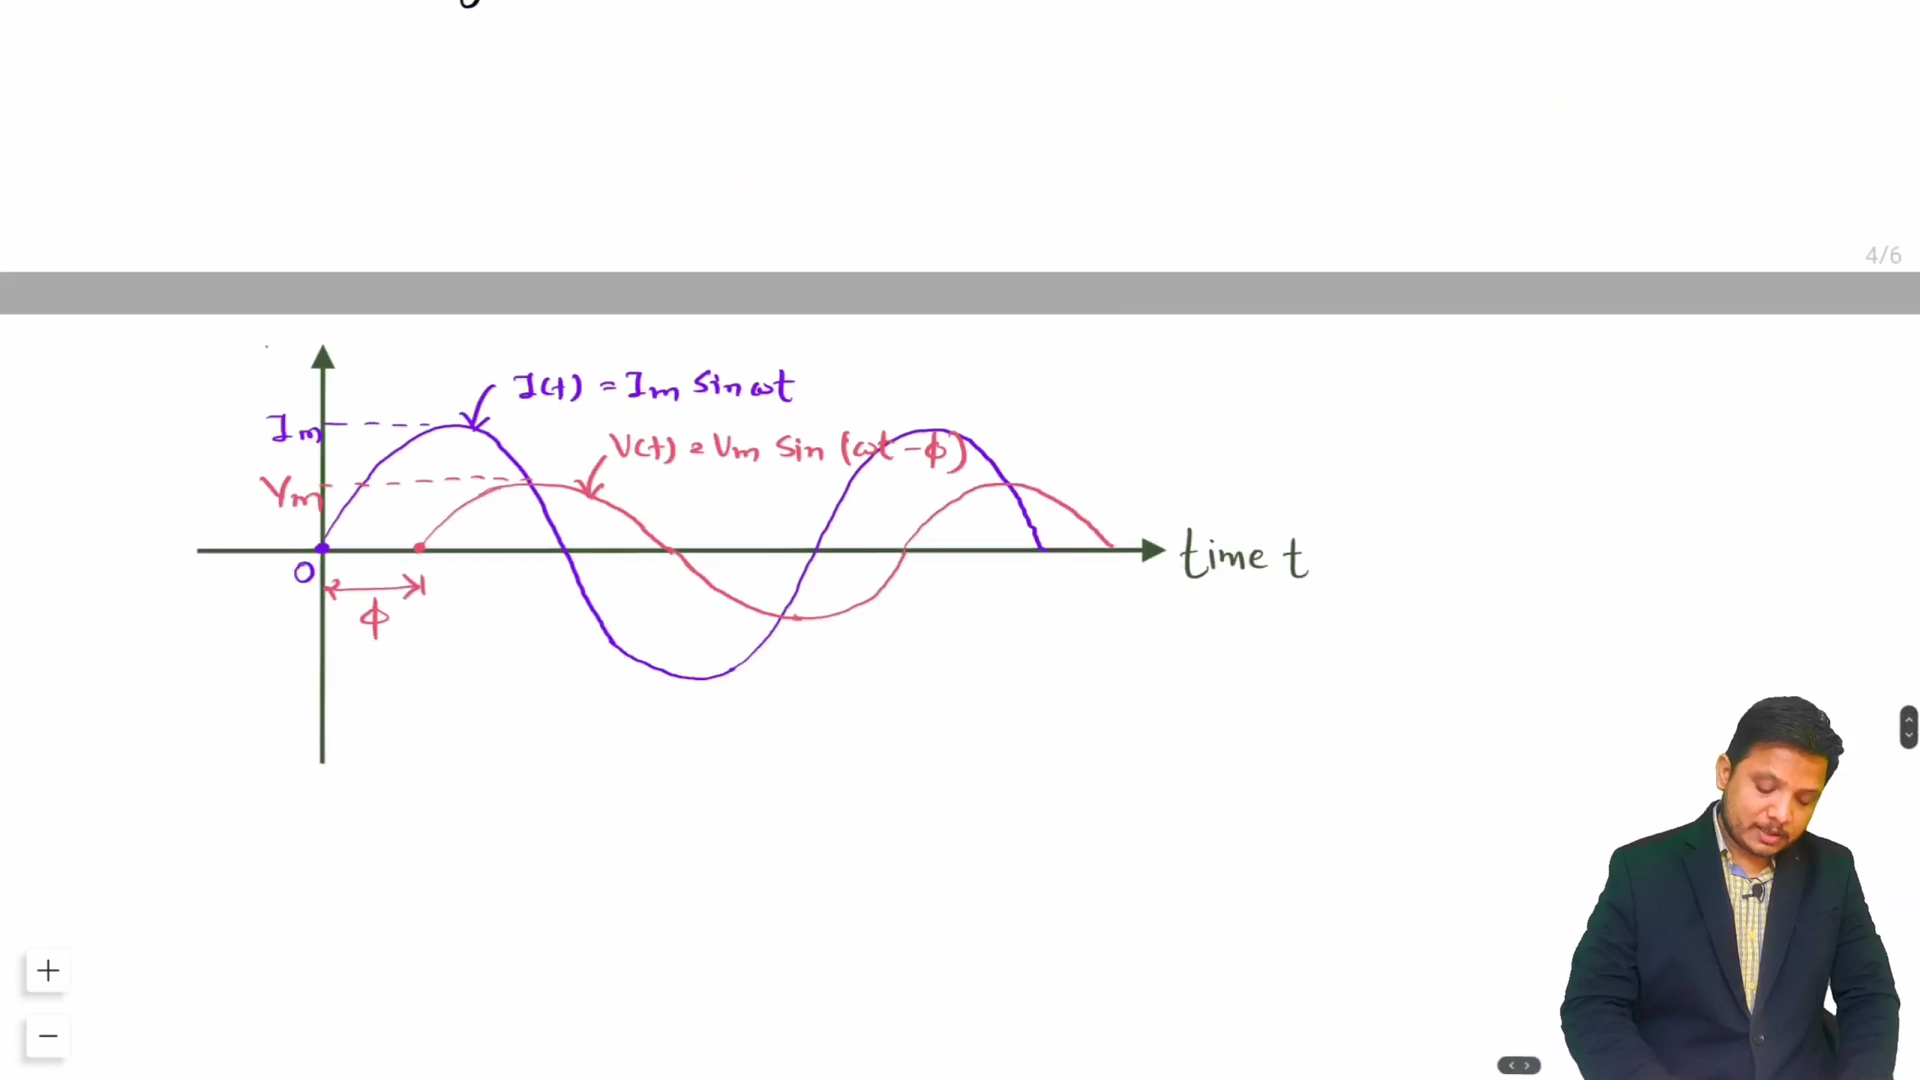 4/6
I(t) = Im Sin ωt
Im
V(t) = Vm Sin (ωt - ϕ)
Vm
time t
O
ϕ
+
−